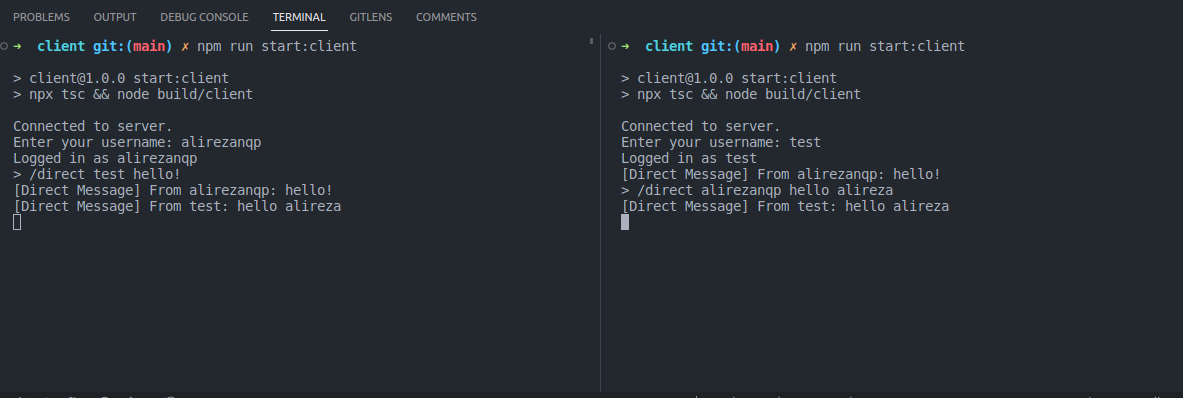 PROBLEMS OUTPUT DEBUG CONSOLE TERMINAL GITLENS COMMENTS
➜ client git:(main) ✗ npm run start:client
> client@1.0.0 start:client
> npx tsc && node build/client
Connected to server.
Enter your username: alirezanqp
Logged in as alirezanqp
> /direct test hello!
[Direct Message] From alirezanqp: hello!
[Direct Message] From test: hello alireza
➜ client git:(main) ✗ npm run start:client
> client@1.0.0 start:client
> npx tsc && node build/client
Connected to server.
Enter your username: test
Logged in as test
[Direct Message] From alirezanqp: hello!
> /direct alirezanqp hello alireza
[Direct Message] From test: hello alireza